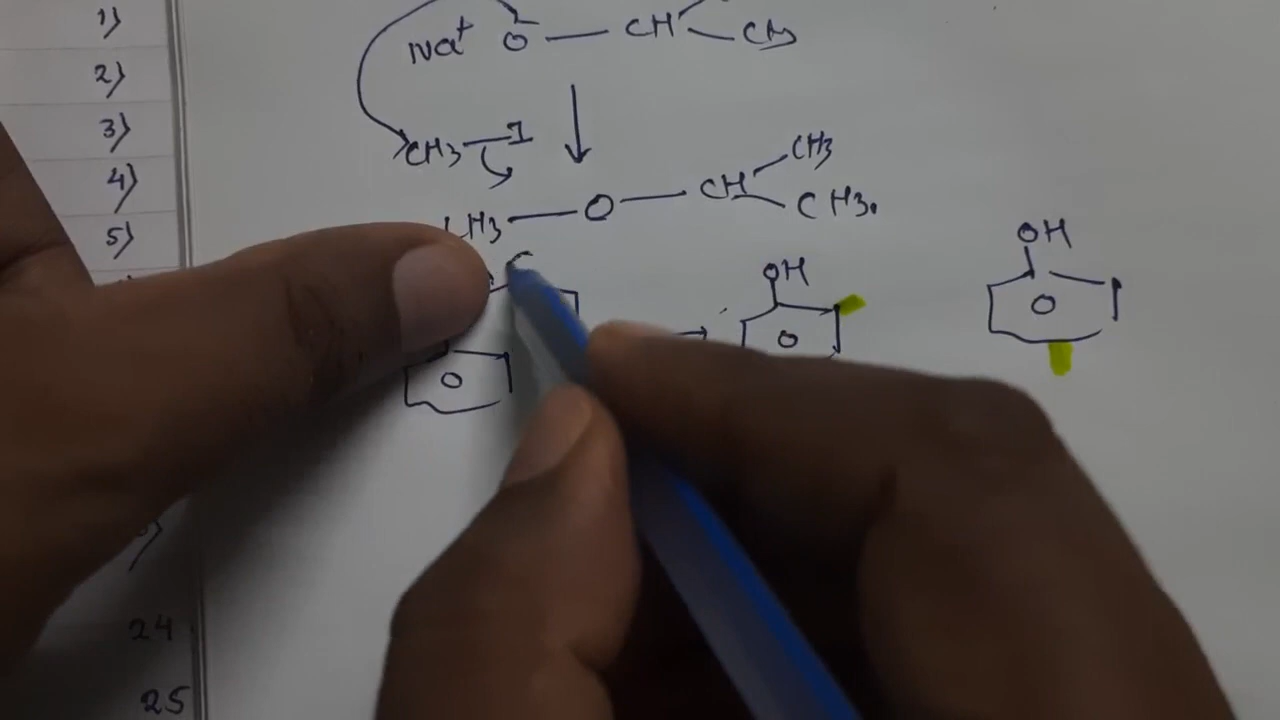 1)
2)
3)
4)
5)
24
25
Na+ O — CH — CH3
CH3 — I
CH3
CH3 — O — CH — CH3.
OH
OH